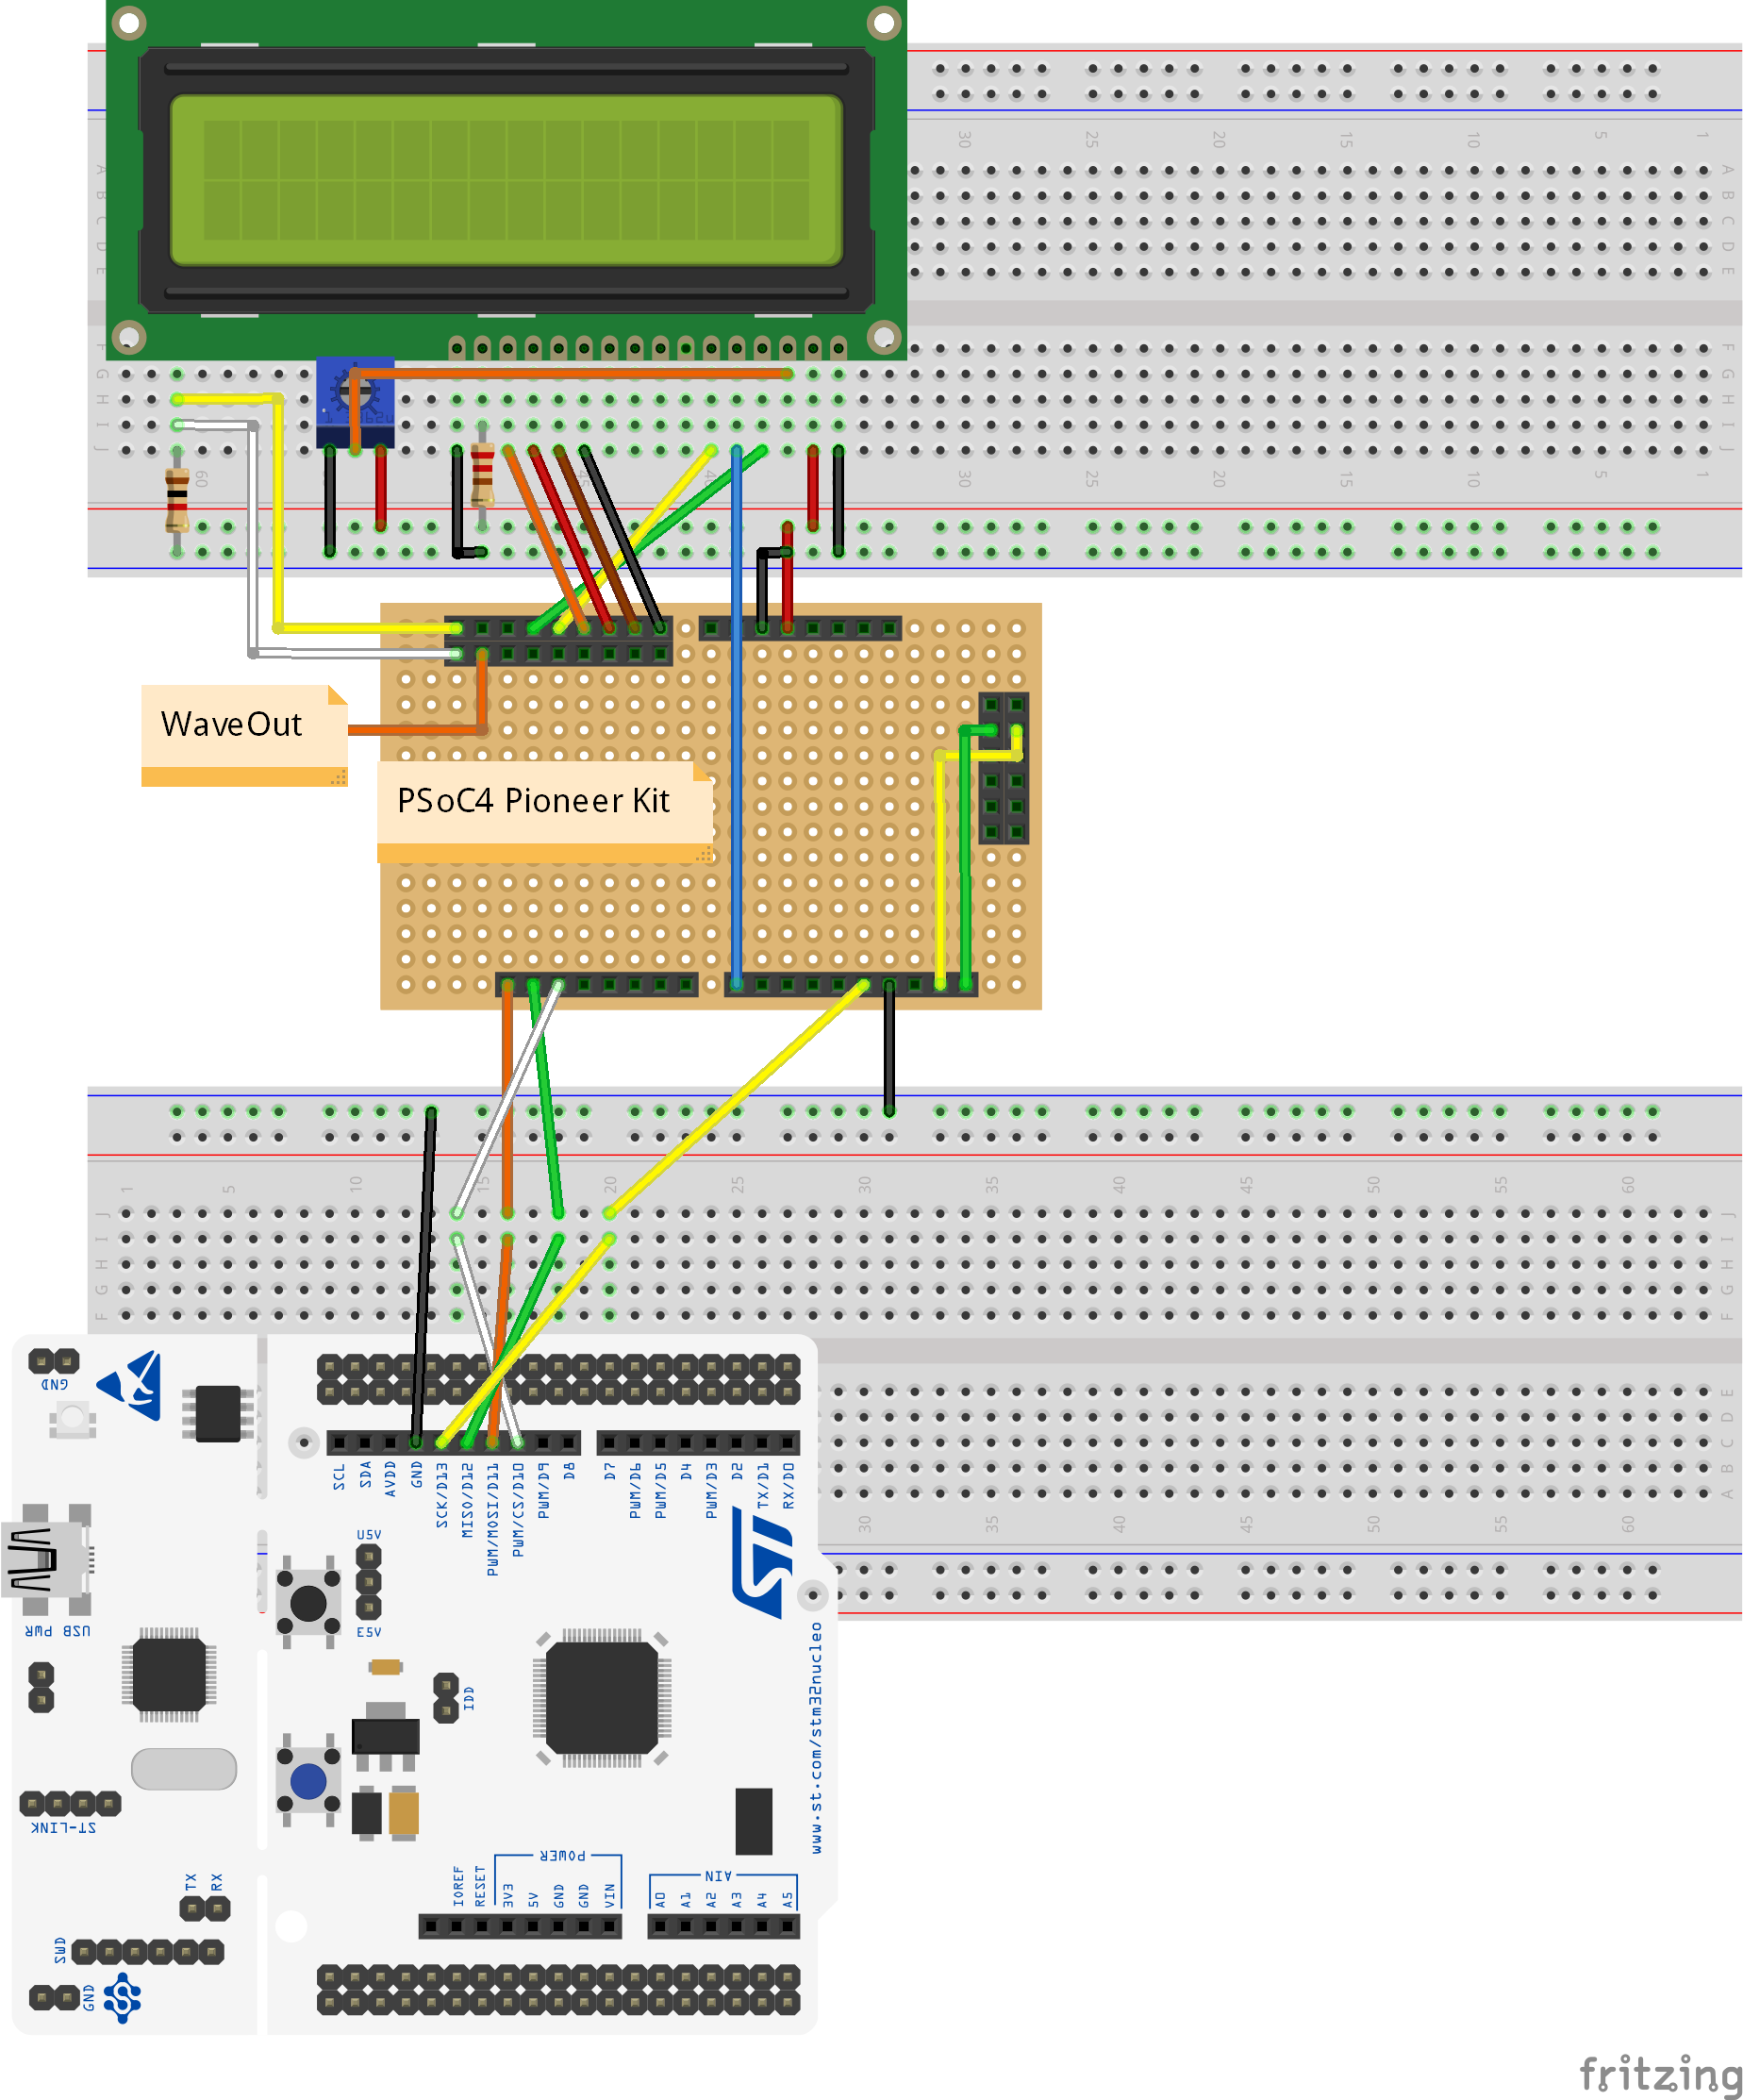 30 25 20 15 10 5 1
A A
B B
C C
D D
E E
F F
G G
H H
I I
J J
60 30 25 20 15 10 5 1
WaveOut
PSoC4 Pioneer Kit
1 5 10 15 20 25 30 35 40 45 50 55 60
J J
I I
H H
G G
F F
GND
E
D
C
B
A
SCL
SDA
AVDD
GND
SCK/D13
MISO/D12
PWM/MOSI/D11
PWM/CS/D10
PWM/D9
D8
D7
PWM/D6
PWM/D5
D4
PWM/D3
D2
TX/D1
RX/D0
30 35 40 45 50 55 60
U5V
E5V
USB PWR
IDD
ST
www.st.com/stm32nucleo
ST-LINK
TX
RX
SWD
GND
POWER
IOREF
RESET
3V3
5V
GND
GND
VIN
AIN
A0
A1
A2
A3
A4
A5
fritzing